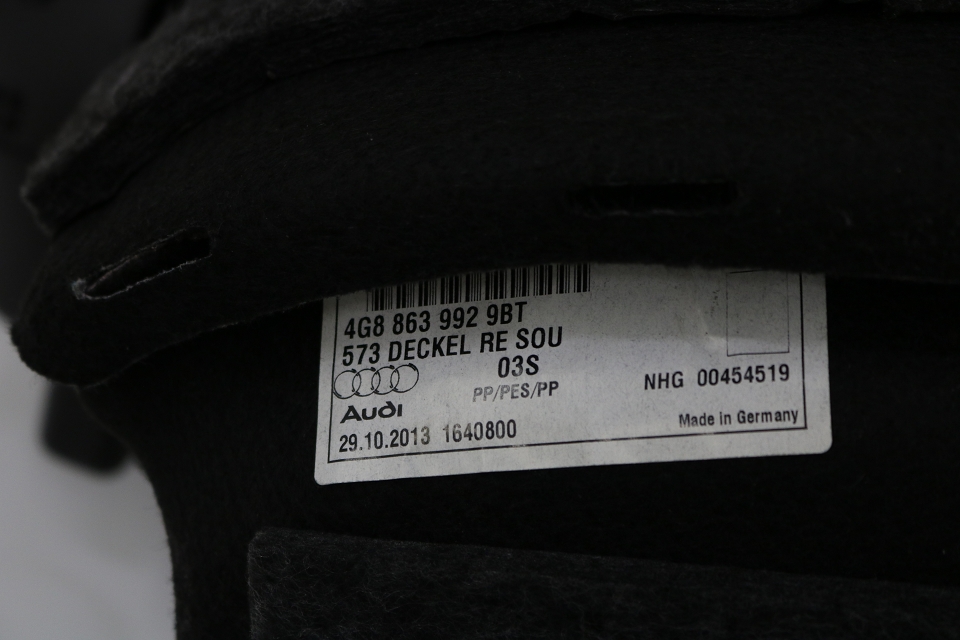 4G8 863 992 9BT
573 DECKEL RE SOU
03S
PP/PES/PP
NHG 00454519
Audi
29.10.2013 1640800
Made in Germany